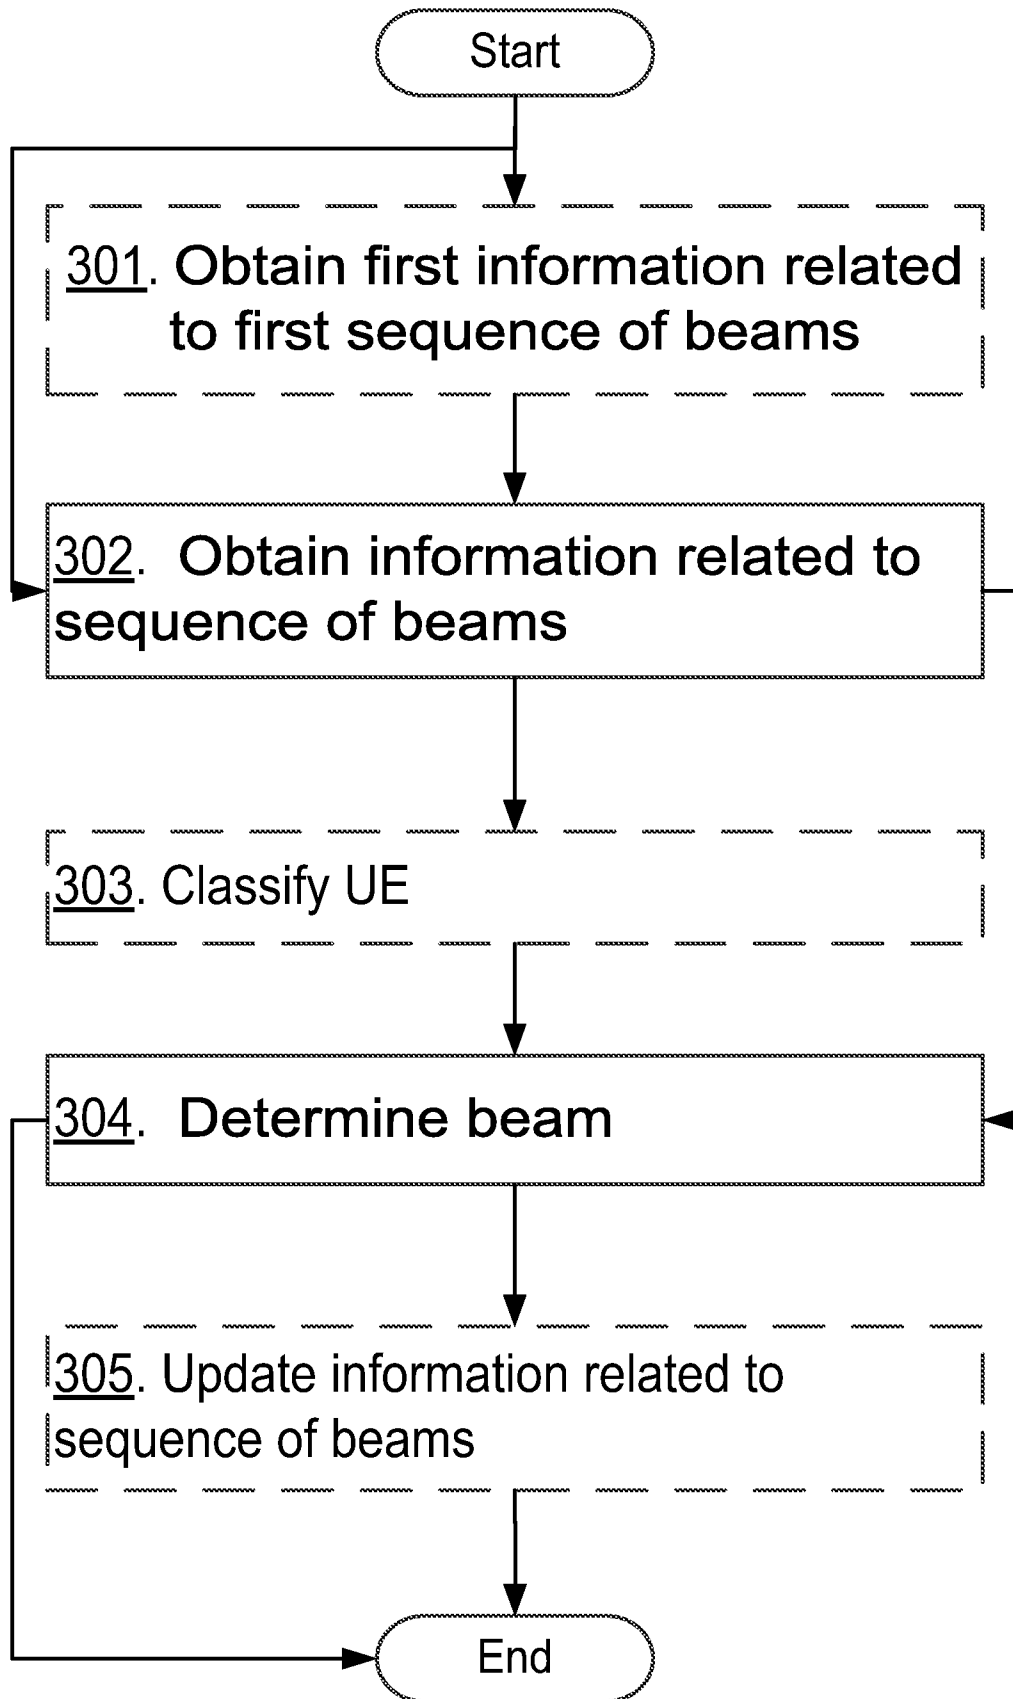 Start
301. Obtain first information related
to first sequence of beams
302. Obtain information related to
sequence of beams
303. Classify UE
304. Determine beam
305. Update information related to
sequence of beams
End